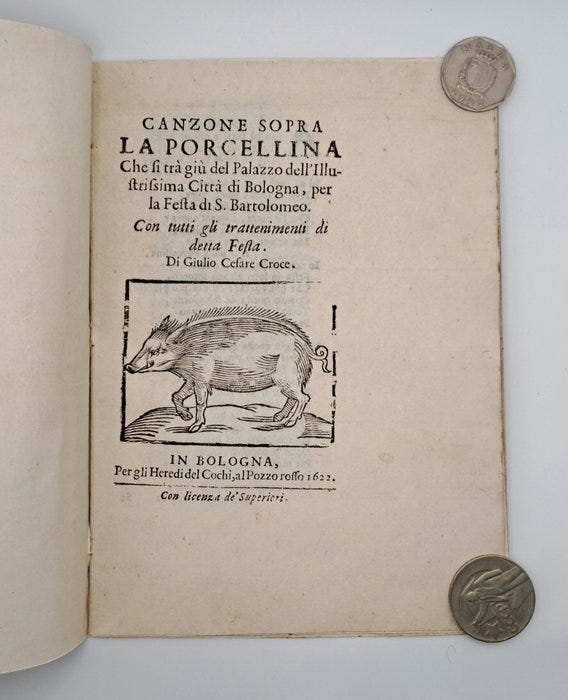 CANZONE SOPRA
LA PORCELLINA
Che si trà giù del Palazzo dell'Illu-
strissima Città di Bologna, per
la Festa di S. Bartolomeo.
Con tutti gli trattenimenti di
detta Festa.
Di Giulio Cesare Croce.
IN BOLOGNA,
Per gli Heredi del Cochi, al Pozzo rosso 1622.
Con licenza de' Superiori.
MALTA